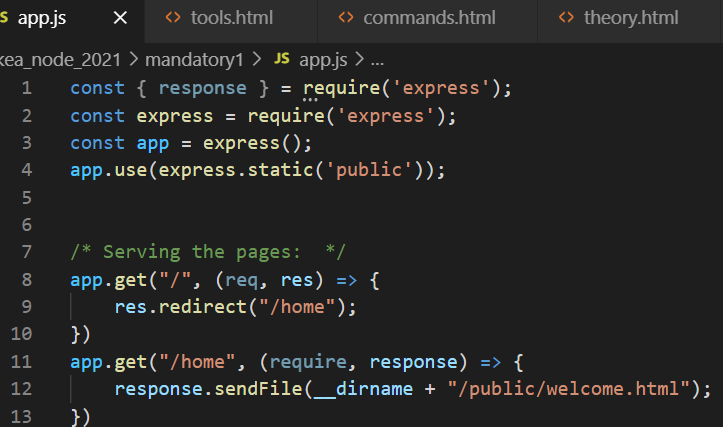 app.js × <> tools.html <> commands.html <> theory.html
kea_node_2021 > mandatory1 > JS app.js > ...
1 const { response } = require('express');
2 const express = require('express');
3 const app = express();
4 app.use(express.static('public'));
5
6
7 /* Serving the pages:  */
8 app.get("/", (req, res) => {
9     res.redirect("/home");
10 })
11 app.get("/home", (require, response) => {
12     response.sendFile(__dirname + "/public/welcome.html");
13 })